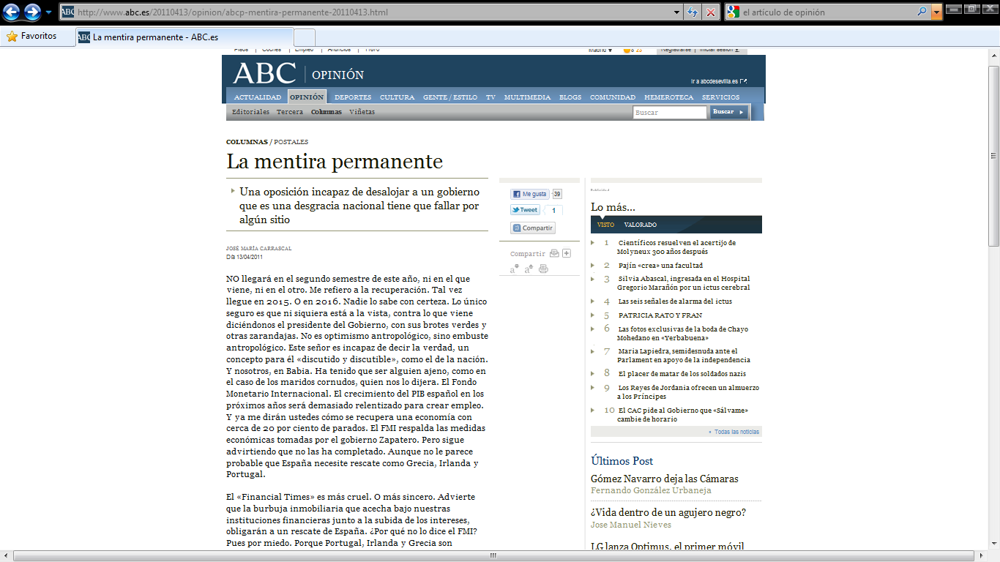 http://www.abc.es/20110413/opinion/abcp-mentira-permanente-20110413.html
el artículo de opinión
Favoritos
La mentira permanente - ABC.es
Madrid
Registrarse
Iniciar sesión
ABC
OPINIÓN
Ir a abcdesevilla.es
ACTUALIDAD OPINIÓN DEPORTES CULTURA GENTE / ESTILO TV MULTIMEDIA BLOGS COMUNIDAD HEMEROTECA SERVICIOS
Editoriales Tercera Columnas Viñetas
Buscar
Buscar
COLUMNAS / POSTALES
La mentira permanente
Una oposición incapaz de desalojar a un gobierno
que es una desgracia nacional tiene que fallar por
algún sitio
JOSÉ MARÍA CARRASCAL
Día 13/04/2011
NO llegará en el segundo semestre de este año, ni en el que
viene, ni en el otro. Me refiero a la recuperación. Tal vez
llegue en 2015. O en 2016. Nadie lo sabe con certeza. Lo único
seguro es que ni siquiera está a la vista, contra lo que viene
diciéndonos el presidente del Gobierno, con sus brotes verdes y
otras zarandajas. No es optimismo antropológico, sino embuste
antropológico. Este señor es incapaz de decir la verdad, un
concepto para él «discutido y discutible», como el de la nación.
Y nosotros, en Babia. Ha tenido que ser alguien ajeno, como en
el caso de los maridos cornudos, quien nos lo dijera. El Fondo
Monetario Internacional. El crecimiento del PIB español en los
próximos años será demasiado relentizado para crear empleo.
Y ya me dirán ustedes cómo se recupera una economía con
cerca de 20 por ciento de parados. El FMI respalda las medidas
económicas tomadas por el gobierno Zapatero. Pero sigue
advirtiendo que no las ha completado. Aunque no le parece
probable que España necesite rescate como Grecia, Irlanda y
Portugal.
El «Financial Times» es más cruel. O más sincero. Advierte
que la burbuja inmobiliaria que acecha bajo nuestras
instituciones financieras junto a la subida de los intereses,
obligarán a un rescate de España. ¿Por qué no lo dice el FMI?
Pues por miedo. Porque Portugal, Irlanda y Grecia son
Me gusta 39
Tweet 1
Compartir
Compartir
Publicidad
Lo más...
VISTO VALORADO
1 Científicos resuelven el acertijo de
Molyneux 300 años después
2 Pajín «crea» una facultad
3 Silvia Abascal, ingresada en el Hospital
Gregorio Marañón por un ictus cerebral
4 Las seis señales de alarma del ictus
5 PATRICIA RATO Y FRAN
6 Las fotos exclusivas de la boda de Chayo
Mohedano en «Yerbabuena»
7 María Lapiedra, semidesnuda ante el
Parlament en apoyo de la independencia
8 El placer de matar de los soldados nazis
9 Los Reyes de Jordania ofrecen un almuerzo
a los Príncipes
10 El CAC pide al Gobierno que «Sálvame»
cambie de horario
Todas las noticias
Últimos Post
Gómez Navarro deja las Cámaras
Fernando González Urbaneja
¿Vida dentro de un agujero negro?
Jose Manuel Nieves
LG lanza Optimus, el primer móvil